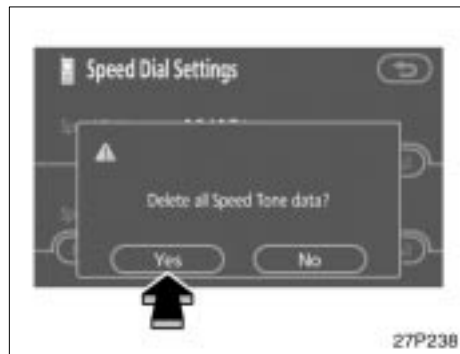 Speed Dial Settings
Delete all Speed Tone data?
Yes
No
27P238